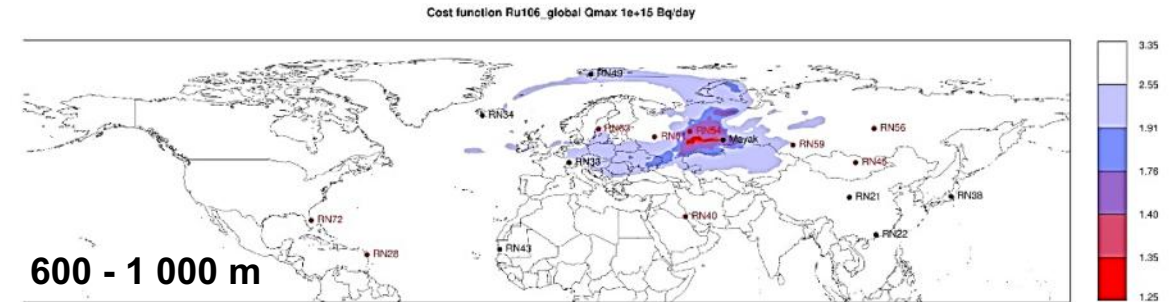 Cost function Ru106_global Qmax 1e+15 Bq/day
3.35
RN49
2.55
RN34
RN63
RN61
RN54
Mayak
RN56
1.91
RN33
RN59
RN45
1.78
RN21
RN38
RN72
RN40
1.40
RN22
RN43
RN28
1.35
600 - 1 000 m
1.25